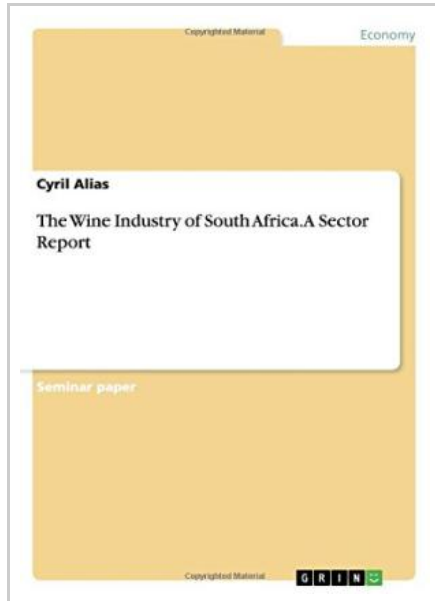 Copyrighted Material
Economy
Cyril Alias
The Wine Industry of South Africa. A Sector
Report
Seminar paper
Copyrighted Material
GRIN